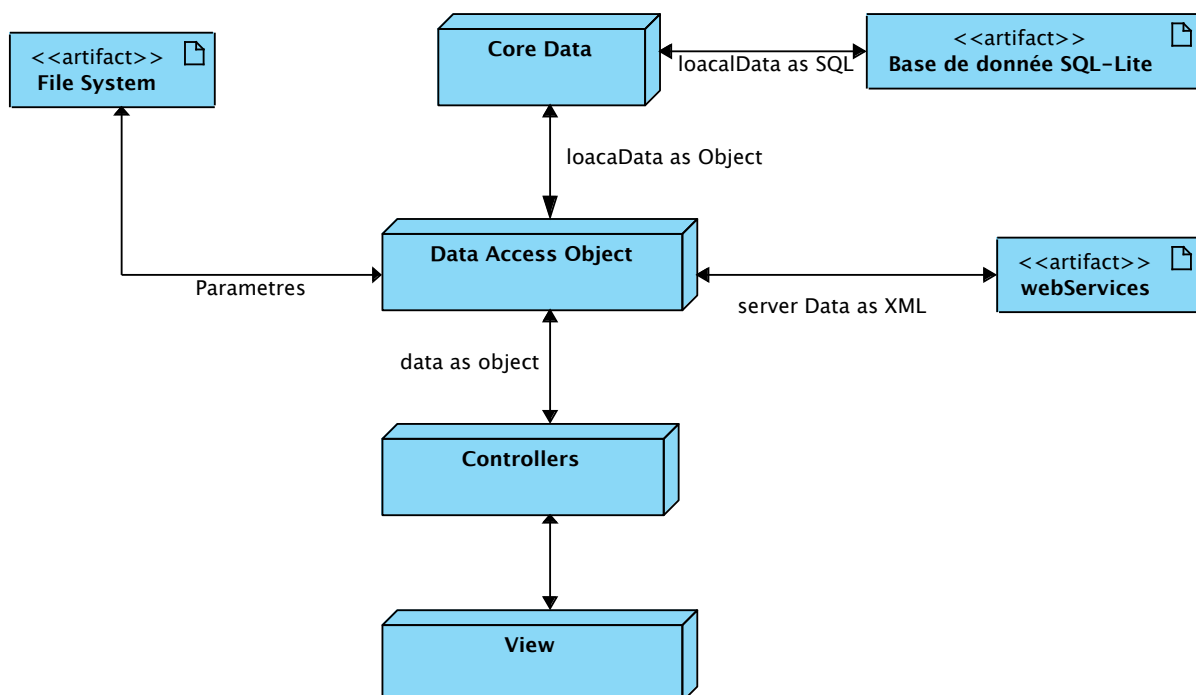 Core Data
<<artifact>>
Base de donnée SQL-Lite
<<artifact>>
File System
loacalData as SQL
loacaData as Object
Data Access Object
<<artifact>>
webServices
Parametres
server Data as XML
data as object
Controllers
View